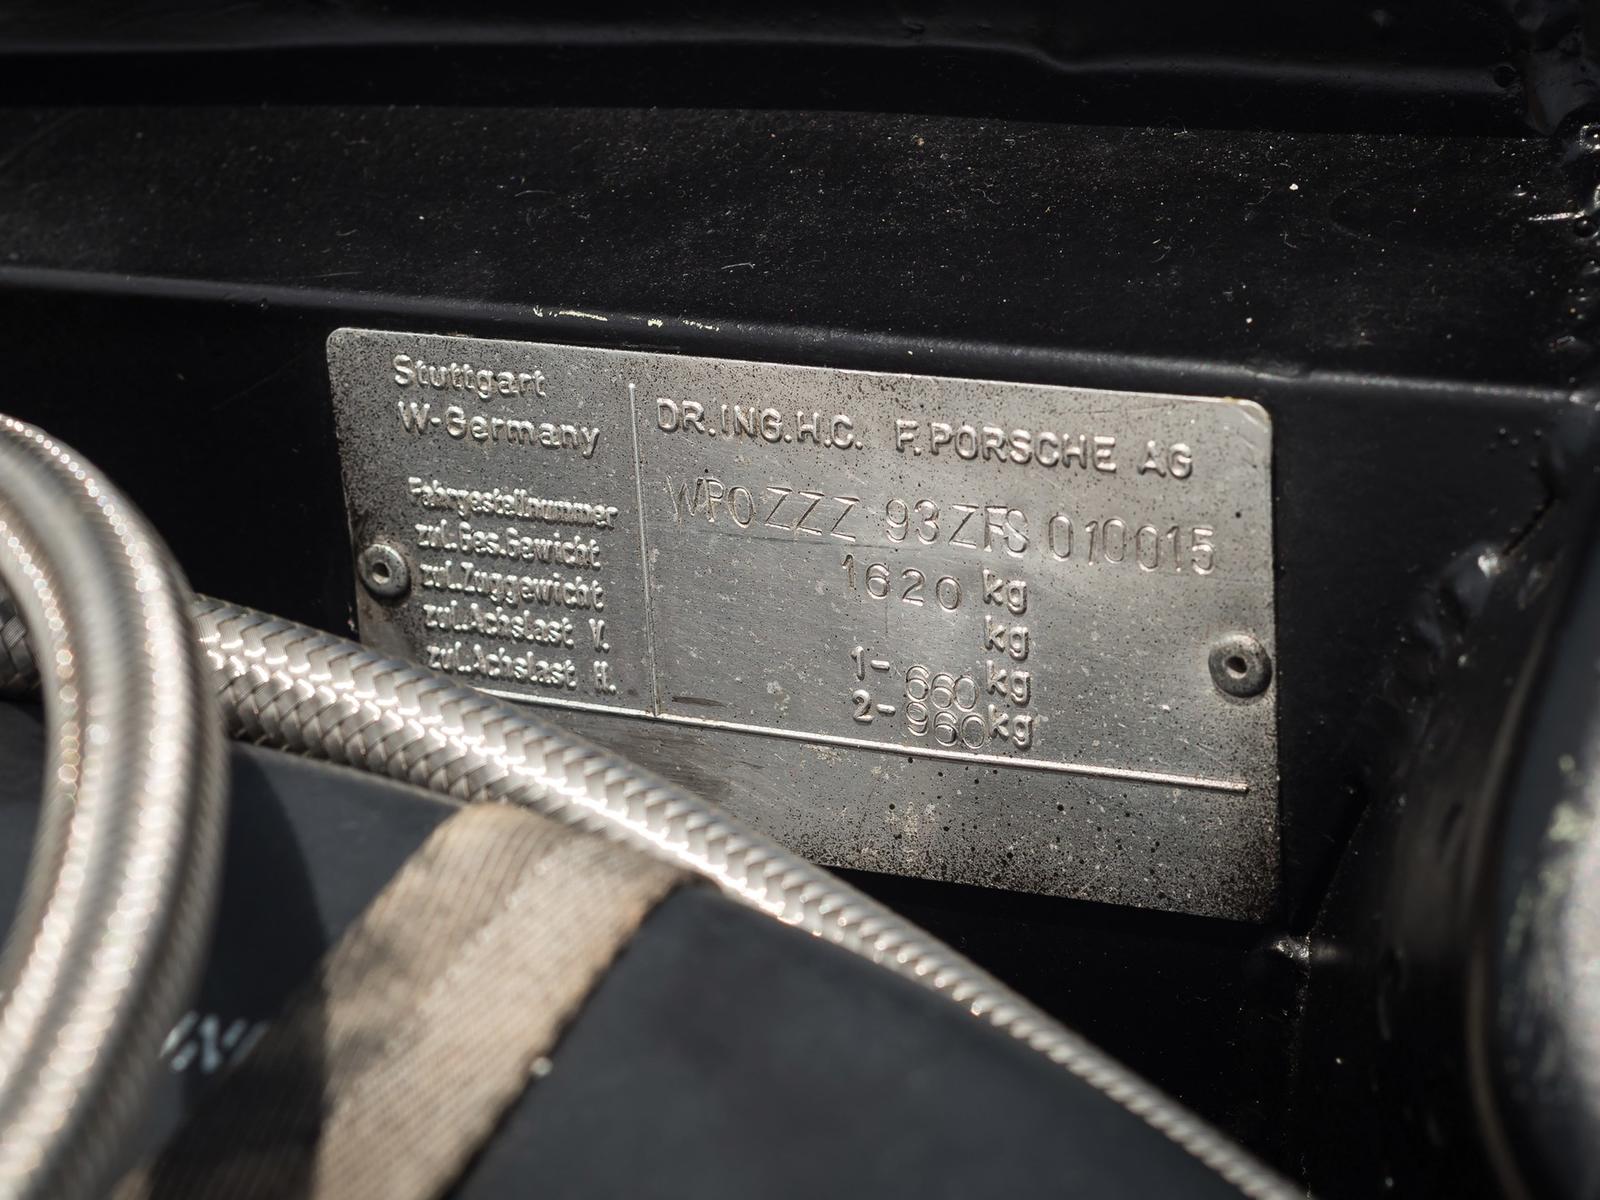 Stuttgart
W-Germany
DR.ING.H.C. F.PORSCHE AG
Fahrgestellnummer WP0ZZZ 93ZFS 010015
zul.Ges.Gewicht 1620 kg
zul.Zuggewicht kg
zul.Achslast V. 1- 660 kg
zul.Achslast H. 2- 960 kg